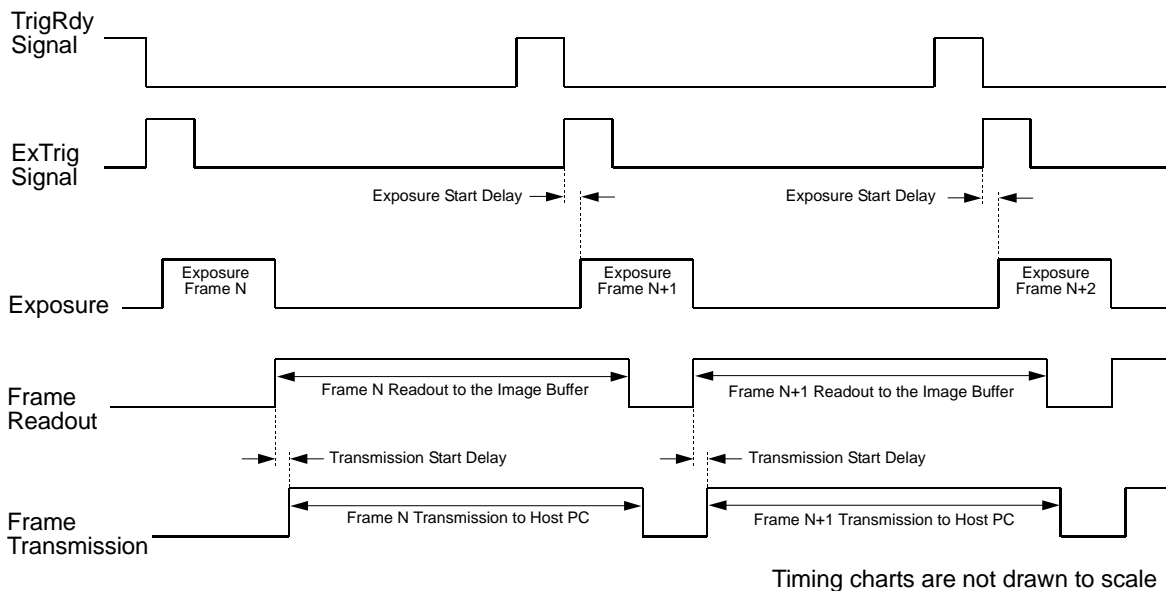 TrigRdy
Signal
ExTrig
Signal
Exposure Start Delay
Exposure Start Delay
Exposure
Frame N
Exposure
Frame N+1
Exposure
Frame N+2
Exposure
Frame N Readout to the Image Buffer
Frame N+1 Readout to the Image Buffer
Frame
Readout
Transmission Start Delay
Transmission Start Delay
Frame N Transmission to Host PC
Frame N+1 Transmission to Host PC
Frame
Transmission
Timing charts are not drawn to scale